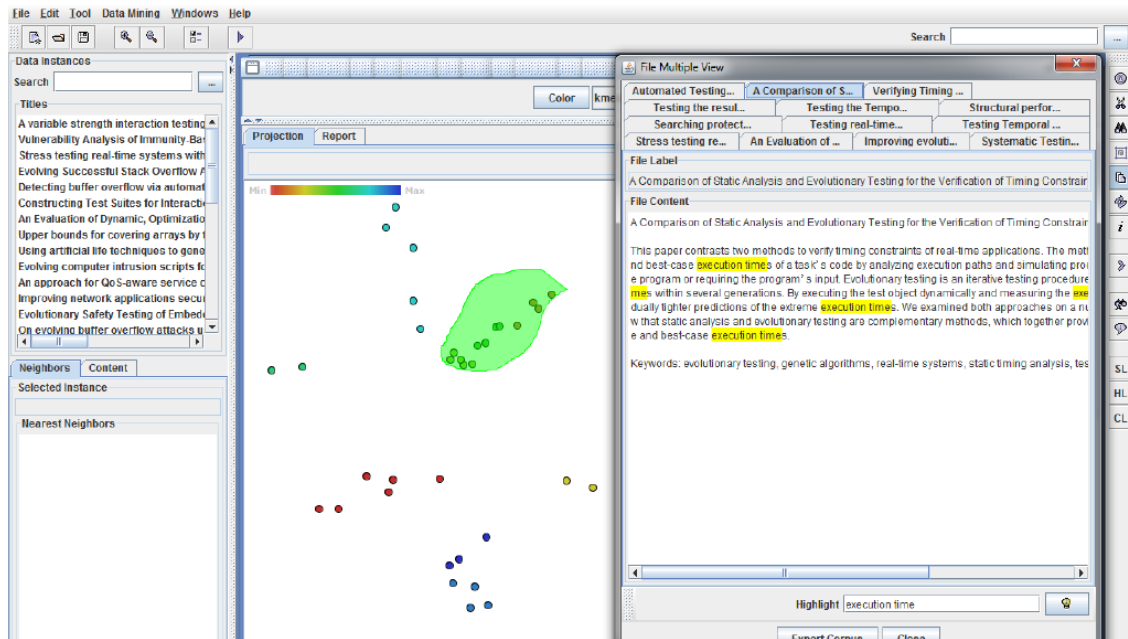 File Edit Tool Data Mining Windows Help
Search ...
Data Instances
Search ...
Titles
A variable strength interaction testing
Vulnerability Analysis of Immunity-Ba
Stress testing real-time systems with
Evolving Successful Stack Overflow A
Detecting buffer overflow via automat
Constructing Test Suites for Interacti
An Evaluation of Dynamic, Optimizatio
Upper bounds for covering arrays by t
Using artificial life techniques to gene
Evolving computer intrusion scripts fo
An approach for QoS-aware service c
Improving network applications secur
Evolutionary Safety Testing of Embed
On evolving buffer overflow attacks u
Neighbors Content
Selected Instance
Nearest Neighbors
Color kme
Projection Report
Min Max
File Multiple View
Automated Testing... A Comparison of S... Verifying Timing ...
Testing the resul... Testing the Tempo... Structural perfor...
Searching protect... Testing real-time... Testing Temporal ...
Stress testing re... An Evaluation of ... Improving evoluti... Systematic Testin...
File Label
A Comparison of Static Analysis and Evolutionary Testing for the Verification of Timing Constrain
File Content
A Comparison of Static Analysis and Evolutionary Testing for the Verification of Timing Constrain
This paper contrasts two methods to verify timing constraints of real-time applications. The meth
nd best-case execution times of a task's code by analyzing execution paths and simulating pro
e program or requiring the program's input. Evolutionary testing is an iterative testing procedure
mes within several generations. By executing the test object dynamically and measuring the exe
dually tighter predictions of the extreme execution times. We examined both approaches on a nu
w that static analysis and evolutionary testing are complementary methods, which together provi
e and best-case execution times.
Keywords: evolutionary testing, genetic algorithms, real-time systems, static timing analysis, tes
Highlight execution time
Export Corpus Close
SL
HL
CL